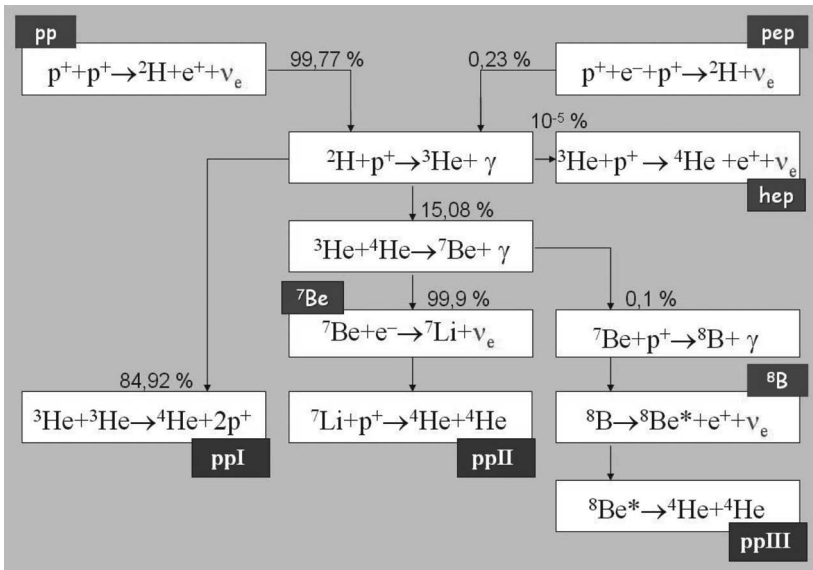 pp
pep
p⁺+p⁺→²H+e⁺+νₑ
99,77 %
0,23 %
p⁺+e⁻+p⁺→²H+νₑ
10⁻⁵ %
²H+p⁺→³He+ γ
³He+p⁺→ ⁴He +e⁺+νₑ
hep
15,08 %
³He+⁴He→⁷Be+ γ
⁷Be
99,9 %
0,1 %
⁷Be+e⁻→⁷Li+νₑ
⁷Be+p⁺→⁸B+ γ
84,92 %
⁸B
³He+³He→⁴He+2p⁺
⁷Li+p⁺→⁴He+⁴He
⁸B→⁸Be*+e⁺+νₑ
ppI
ppII
⁸Be*→⁴He+⁴He
ppIII